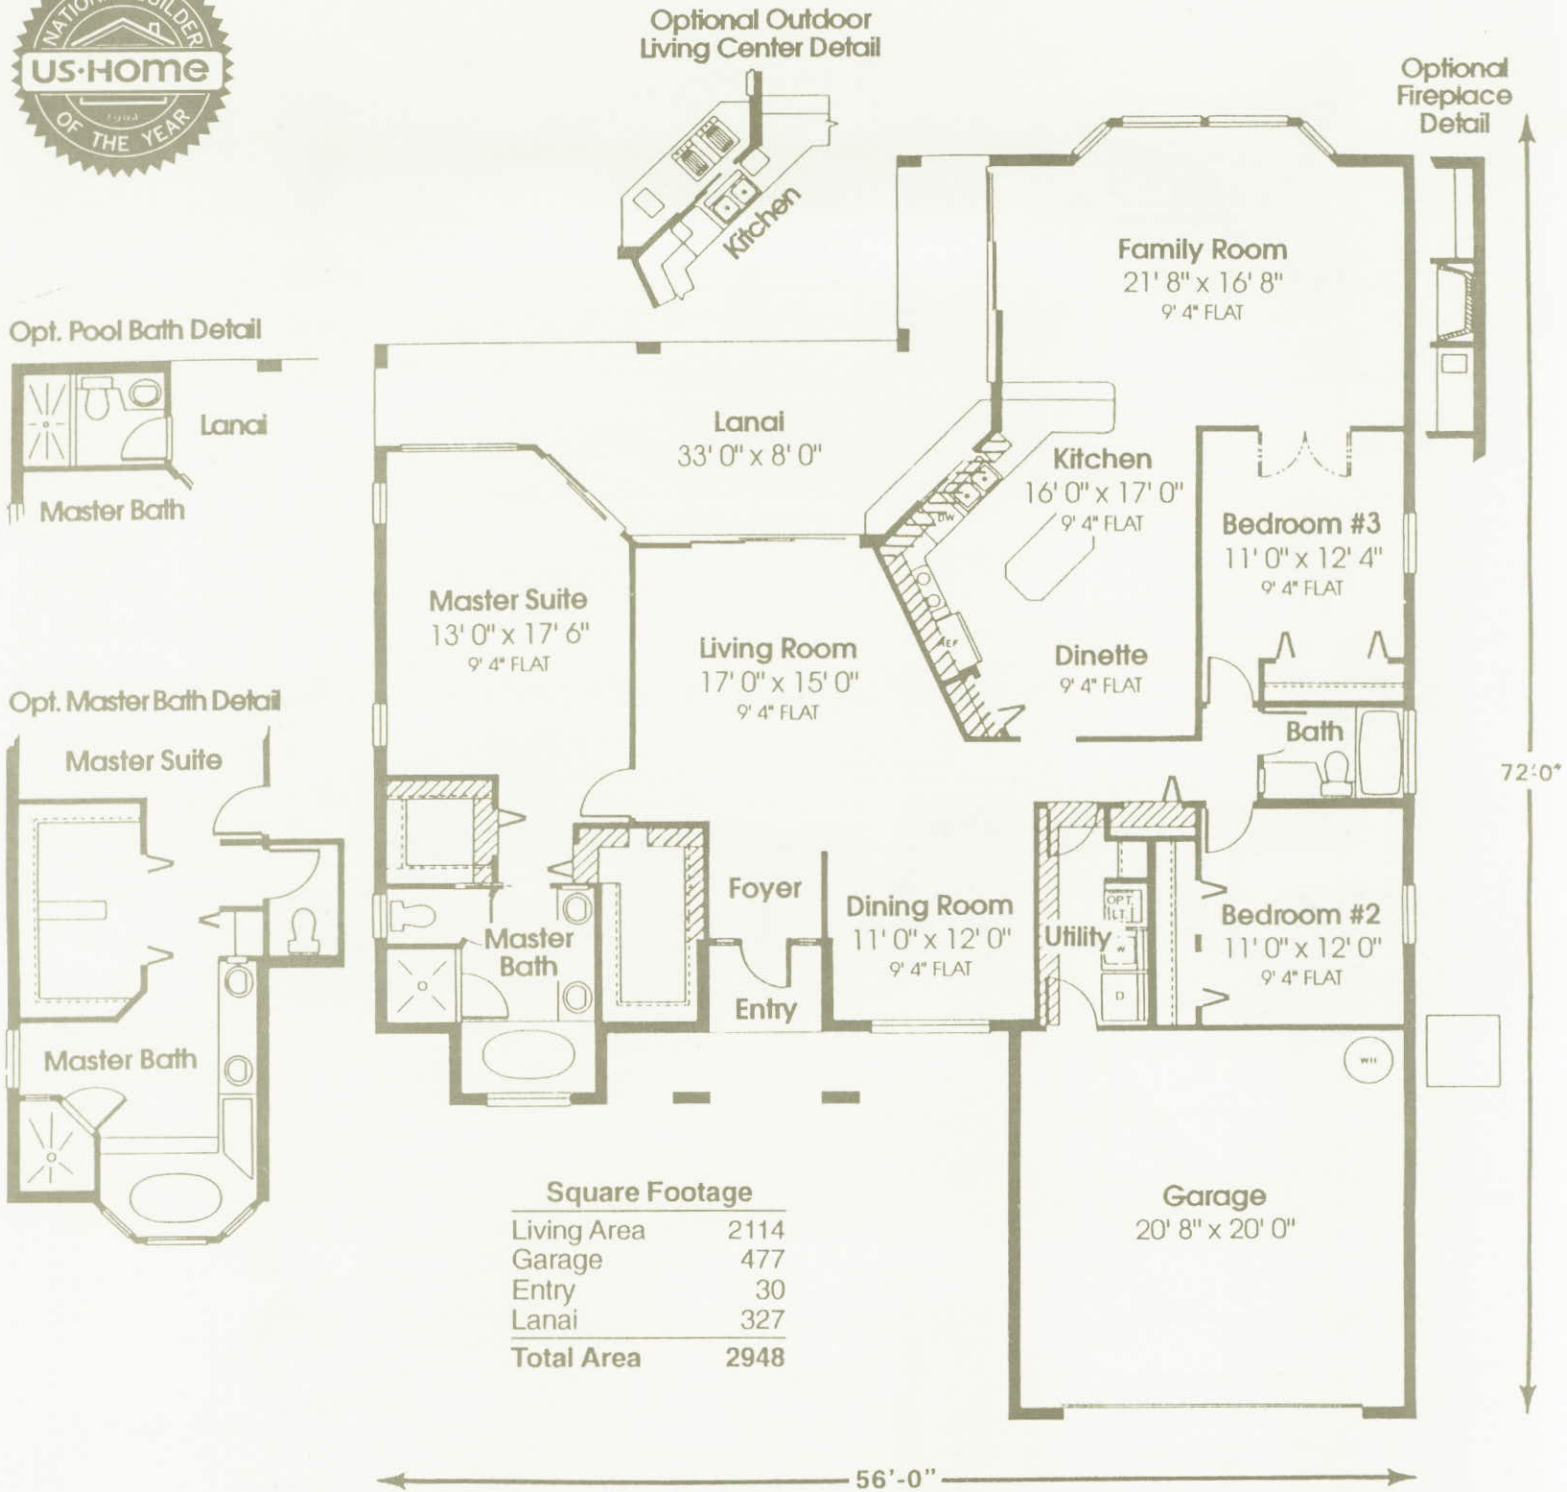 NATIONAL BUILDER
US·Home
OF THE YEAR
Optional Outdoor
Living Center Detail
Kitchen
Optional
Fireplace
Detail
Opt. Pool Bath Detail
Lanai
Master Bath
Family Room
21' 8" x 16' 8"
9' 4" FLAT
Lanai
33' 0" x 8' 0"
Kitchen
16' 0" x 17' 0"
9' 4" FLAT
DW
REF
Bedroom #3
11' 0" x 12' 4"
9' 4" FLAT
Master Suite
13' 0" x 17' 6"
9' 4" FLAT
Living Room
17' 0" x 15' 0"
9' 4" FLAT
Dinette
9' 4" FLAT
Bath
72'-0"
Opt. Master Bath Detail
Master Suite
Master Bath
Foyer
Dining Room
11' 0" x 12' 0"
9' 4" FLAT
Utility
OPT.
L.T.
W
D
Bedroom #2
11' 0" x 12' 0"
9' 4" FLAT
Master
Bath
Entry
WH
Garage
20' 8" x 20' 0"
Square Footage
Living Area 2114
Garage 477
Entry 30
Lanai 327
Total Area 2948
56'-0"